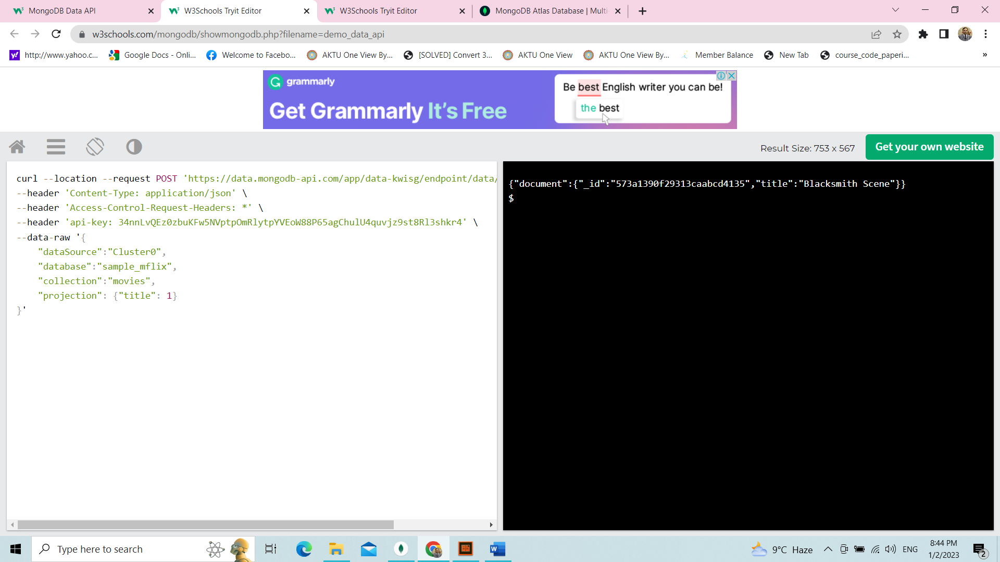 MongoDB Data API
W3Schools Tryit Editor
W3Schools Tryit Editor
MongoDB Atlas Database | Multi-
w3schools.com/mongodb/showmongodb.php?filename=demo_data_api
http://www.yahoo.c...
Google Docs - Onli...
Welcome to Facebo...
AKTU One View By...
[SOLVED] Convert 3...
AKTU One View
AKTU One View By...
Member Balance
New Tab
course_code_paperi...
»
grammarly
Get Grammarly It's Free
Be best English writer you can be!
the best
Result Size: 753 x 567
Get your own website
curl --location --request POST 'https://data.mongodb-api.com/app/data-kwisg/endpoint/data/
--header 'Content-Type: application/json' \
--header 'Access-Control-Request-Headers: *' \
--header 'api-key: 34nnLvQEz0zbuKFw5NVptpOmRlytpYVEoW88P65agChulU4quvjz9st8Rl3shkr4' \
--data-raw '{
"dataSource":"Cluster0",
"database":"sample_mflix",
"collection":"movies",
"projection": {"title": 1}
}'
{"document":{"_id":"573a1390f29313caabcd4135","title":"Blacksmith Scene"}}
$
Type here to search
9°C Haze
ENG
8:44 PM
1/2/2023
2